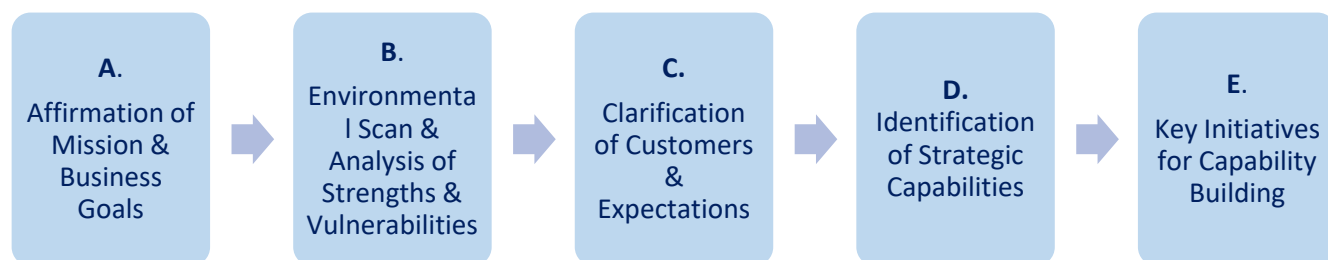 A.
Affirmation of
Mission &
Business
Goals
B.
Environmenta
l Scan &
Analysis of
Strengths &
Vulnerabilities
C.
Clarification
of Customers
&
Expectations
D.
Identification
of Strategic
Capabilities
E.
Key Initiatives
for Capability
Building